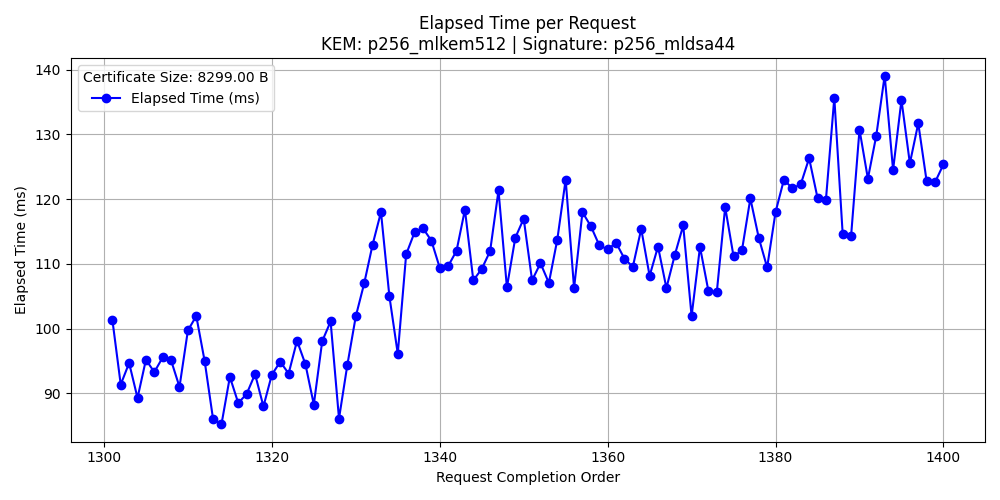 Elapsed Time per Request
KEM: p256_mlkem512 | Signature: p256_mldsa44
Certificate Size: 8299.00 B
Elapsed Time (ms)
Elapsed Time (ms)
140
130
120
110
100
90
1300
1320
1340
1360
1380
1400
Request Completion Order